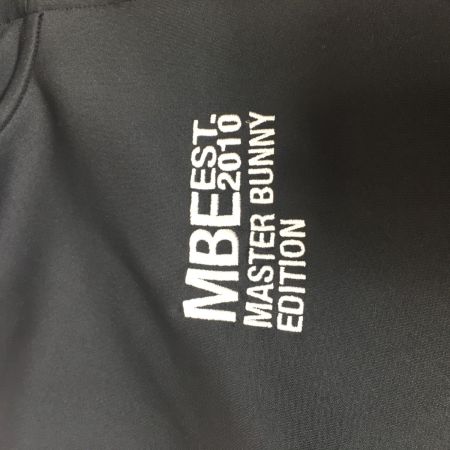 MBE EST.
2010
MASTER BUNNY
EDITION